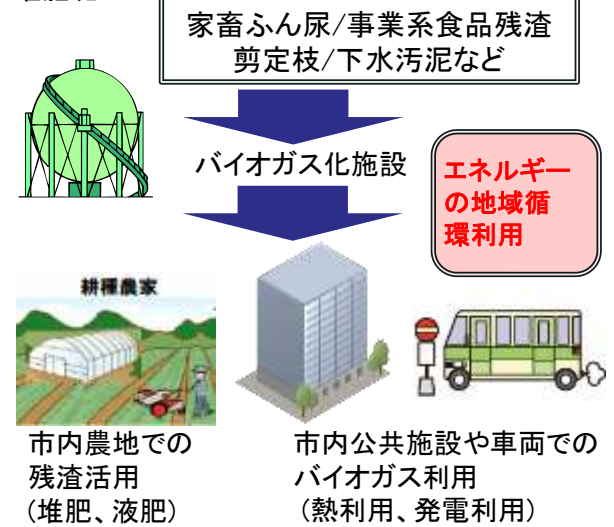 家畜ふん尿/事業系食品残渣
剪定枝/下水汚泥など
バイオガス化施設
エネルギー
の地域循
環利用
耕種農家
市内農地での
残渣活用
（堆肥、液肥）
市内公共施設や車両での
バイオガス利用
（熱利用、発電利用）